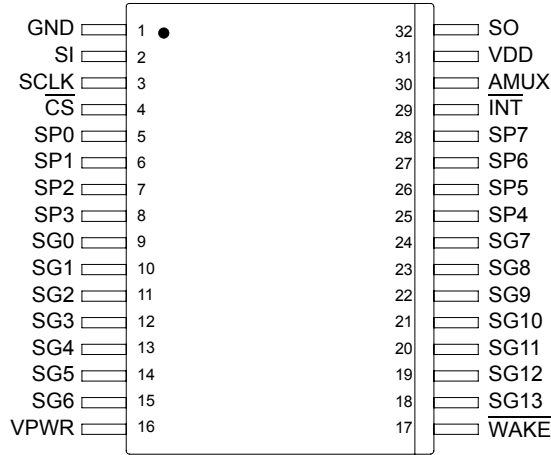 GND 1 32 SO
SI 2 31 VDD
SCLK 3 30 AMUX
CS 4 29 INT
SP0 5 28 SP7
SP1 6 27 SP6
SP2 7 26 SP5
SP3 8 25 SP4
SG0 9 24 SG7
SG1 10 23 SG8
SG2 11 22 SG9
SG3 12 21 SG10
SG4 13 20 SG11
SG5 14 19 SG12
SG6 15 18 SG13
VPWR 16 17 WAKE